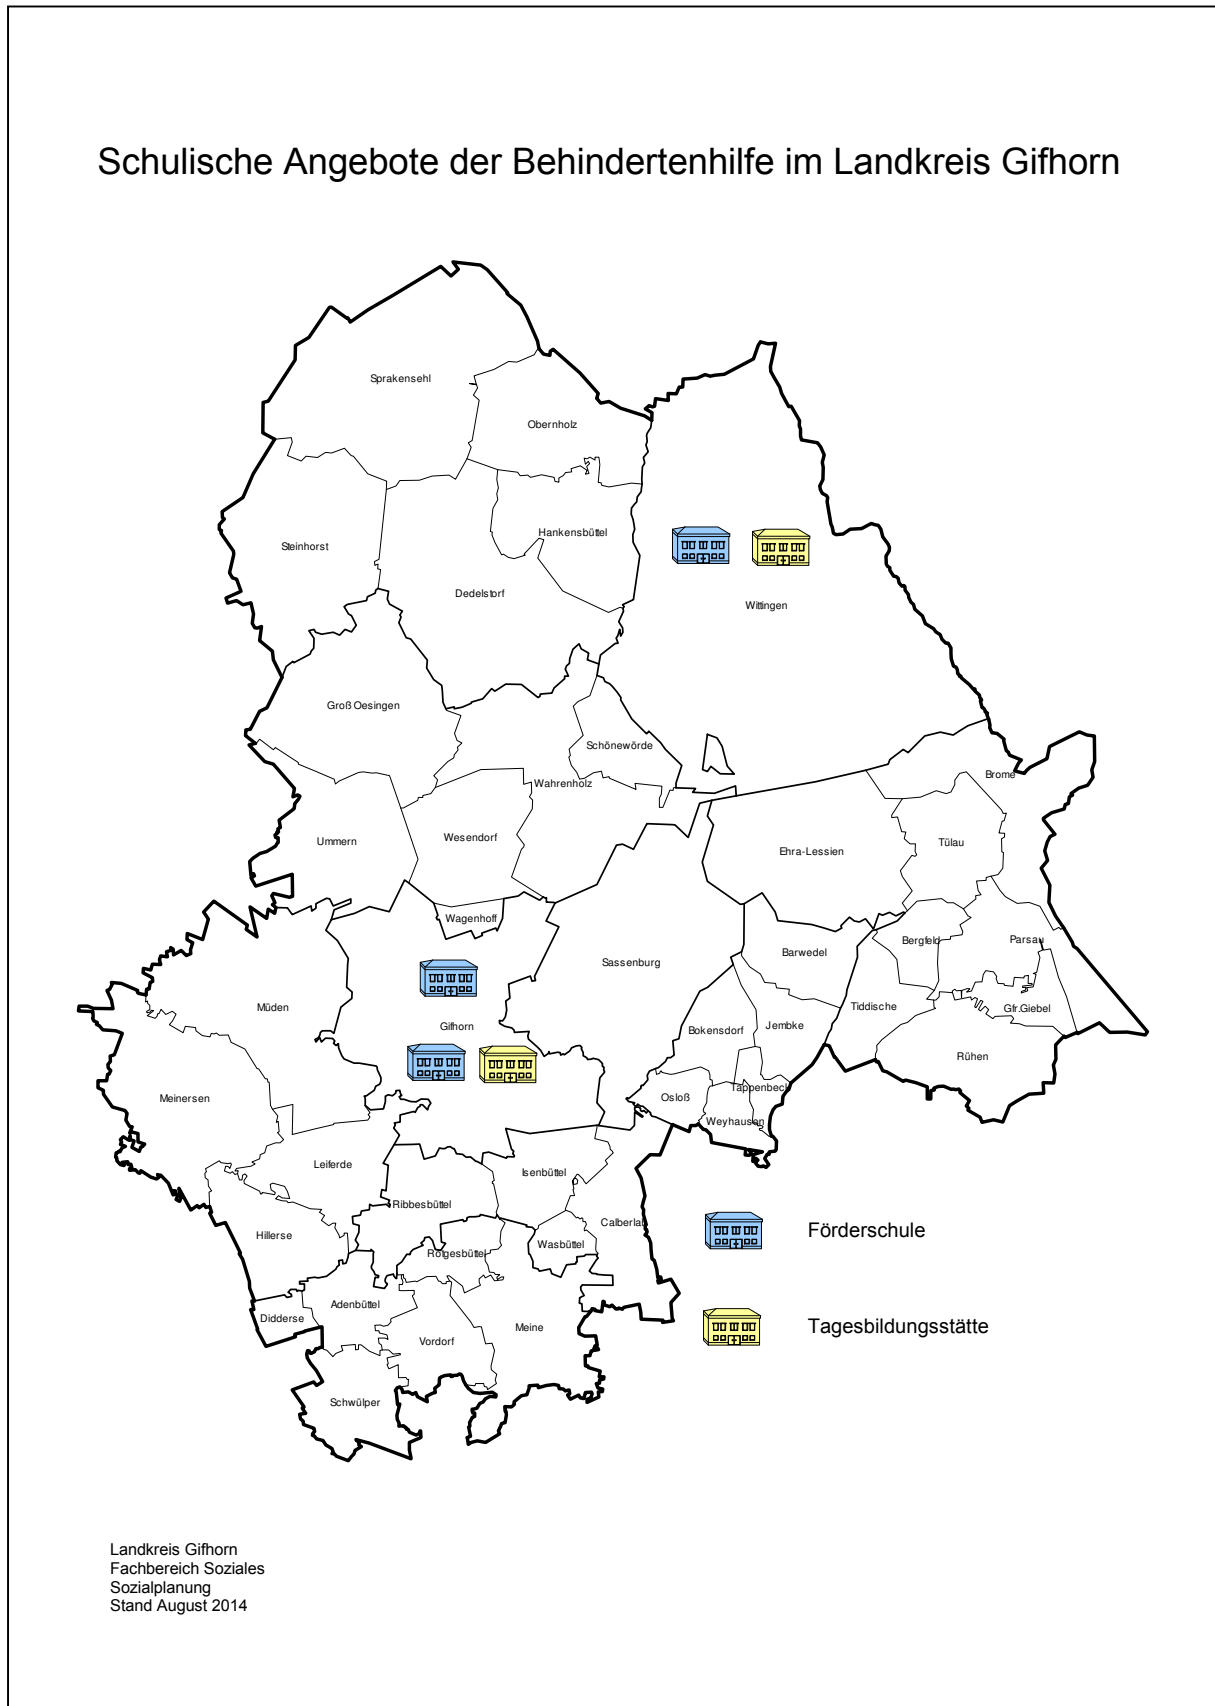 Schulische Angebote der Behindertenhilfe im Landkreis Gifhorn
Sprakensehl
Obernholz
Steinhorst
Hankensbüttel
Dedelstorf
Wittingen
Groß Oesingen
Schönewörde
Wahrenholz
Brome
Ummern
Wesendorf
Ehra-Lessien
Tülau
Wagenhoff
Bergfeld
Parsau
Barwedel
Sassenburg
Müden
Gifhorn
Bokensdorf
Jembke
Tiddische
Gfr.Giebel
Rühen
Meinersen
Osloß
Tappenbeck
Weyhausen
Leiferde
Isenbüttel
Ribbesbüttel
Calberlah
Hillerse
Rötgesbüttel
Wasbüttel
Förderschule
Adenbüttel
Didderse
Vordorf
Meine
Tagesbildungsstätte
Schwülper
Landkreis Gifhorn
Fachbereich Soziales
Sozialplanung
Stand August 2014